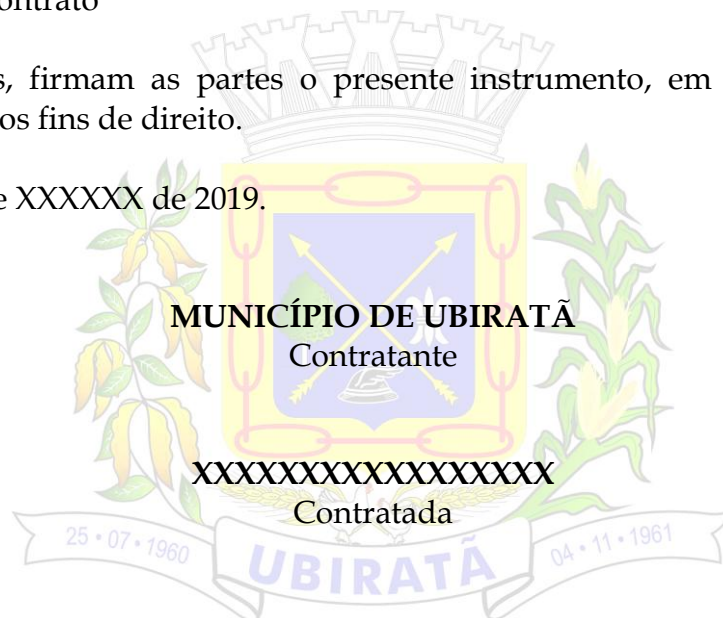 ontrato
s, firmam as partes o presente instrumento, em
os fins de direito.
e XXXXXX de 2019.
MUNICÍPIO DE UBIRATÃ
Contratante
XXXXXXXXXXXXXXXXX
Contratada
25 • 07 • 1960 UBIRATÃ 04 • 11 • 1961